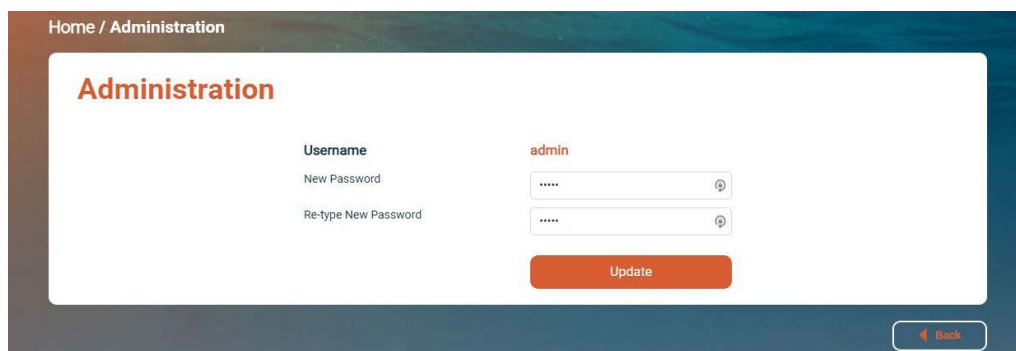 Home / Administration
Administration
Username admin
New Password •••••
Re-type New Password •••••
Update
Back